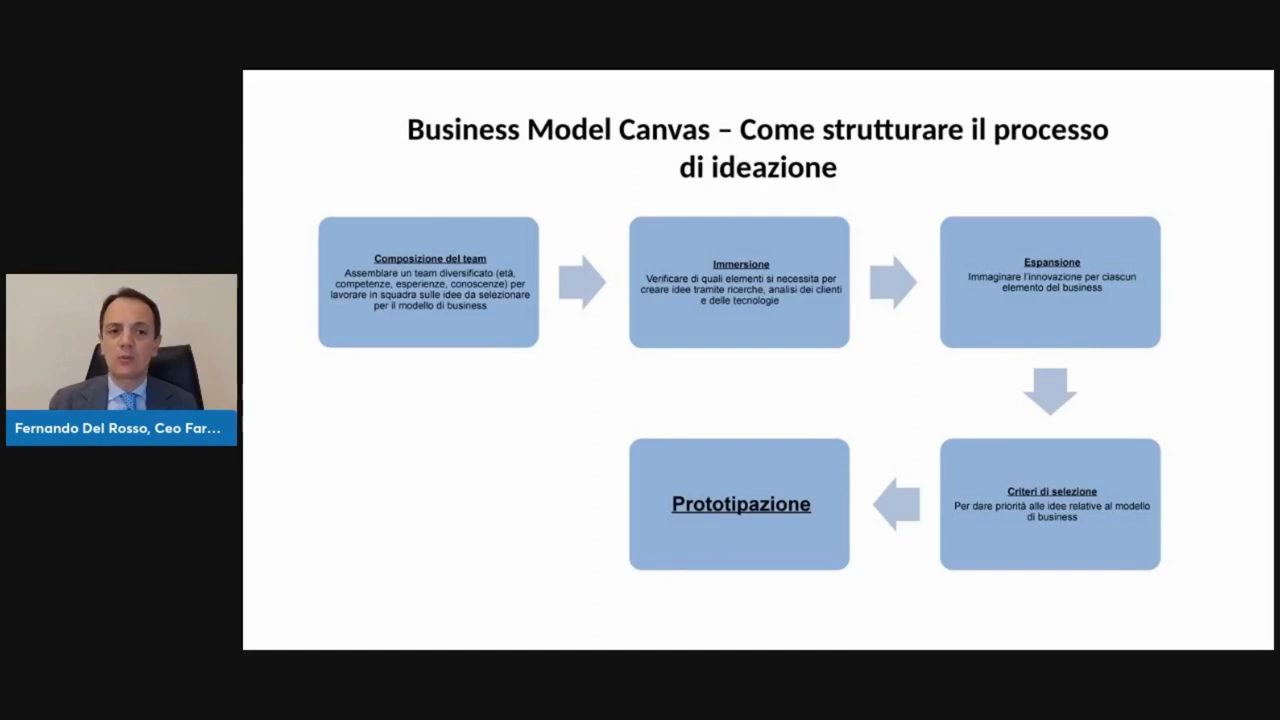 Business Model Canvas – Come strutturare il processo
di ideazione
Composizione del team
Assemblare un team diversificato (età,
competenze, esperienze, conoscenze) per
lavorare in squadra sulle idee da selezionare
per il modello di business
Immersione
Verificare di quali elementi si necessita per
creare idee tramite ricerche, analisi dei clienti
e delle tecnologie
Espansione
Immaginare l'innovazione per ciascun
elemento del business
Fernando Del Rosso, Ceo Far...
Prototipazione
Criteri di selezione
Per dare priorità alle idee relative al modello
di business